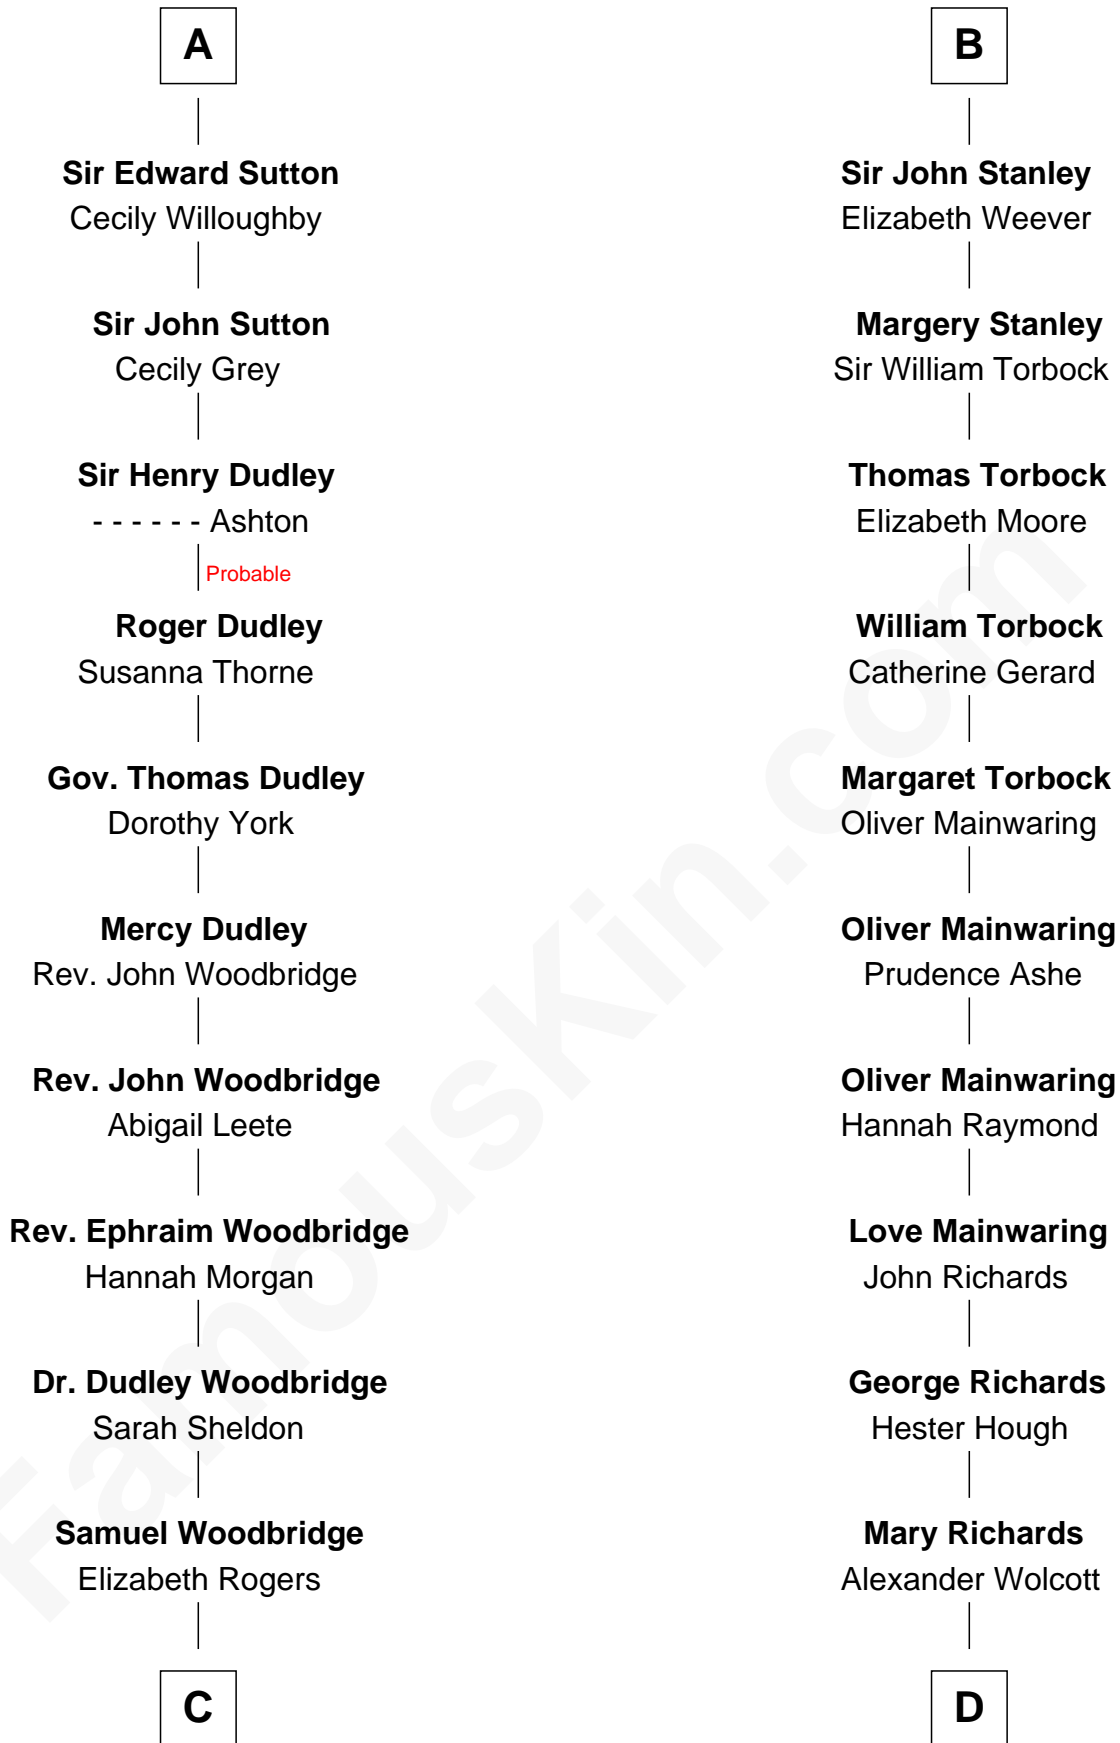 A
Sir Edward Sutton
Cecily Willoughby
Sir John Sutton
Cecily Grey
Sir Henry Dudley
- - - - - - Ashton
Probable
Roger Dudley
Susanna Thorne
Gov. Thomas Dudley
Dorothy York
Mercy Dudley
Rev. John Woodbridge
Rev. John Woodbridge
Abigail Leete
Rev. Ephraim Woodbridge
Hannah Morgan
Dr. Dudley Woodbridge
Sarah Sheldon
Samuel Woodbridge
Elizabeth Rogers
C
B
Sir John Stanley
Elizabeth Weever
Margery Stanley
Sir William Torbock
Thomas Torbock
Elizabeth Moore
William Torbock
Catherine Gerard
Margaret Torbock
Oliver Mainwaring
Oliver Mainwaring
Prudence Ashe
Oliver Mainwaring
Hannah Raymond
Love Mainwaring
John Richards
George Richards
Hester Hough
Mary Richards
Alexander Wolcott
D
FamousKin.com